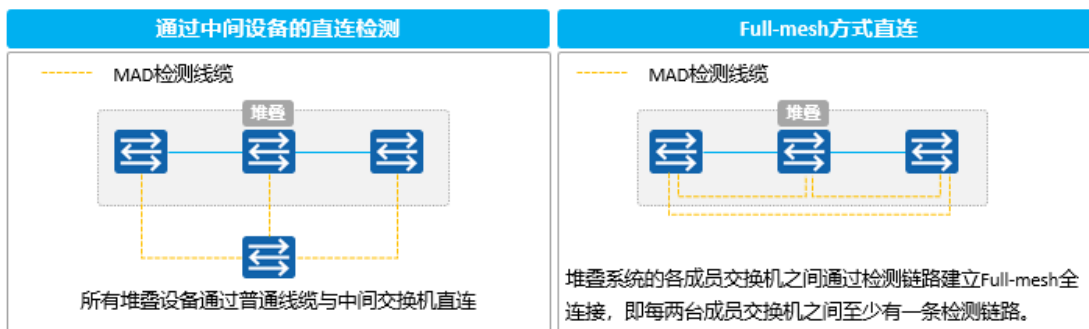 通过中间设备的直连检测
MAD检测线缆
堆叠
所有堆叠设备通过普通线缆与中间交换机直连
Full-mesh方式直连
MAD检测线缆
堆叠
堆叠系统的各成员交换机之间通过检测链路建立Full-mesh全
连接，即每两台成员交换机之间至少有一条检测链路。